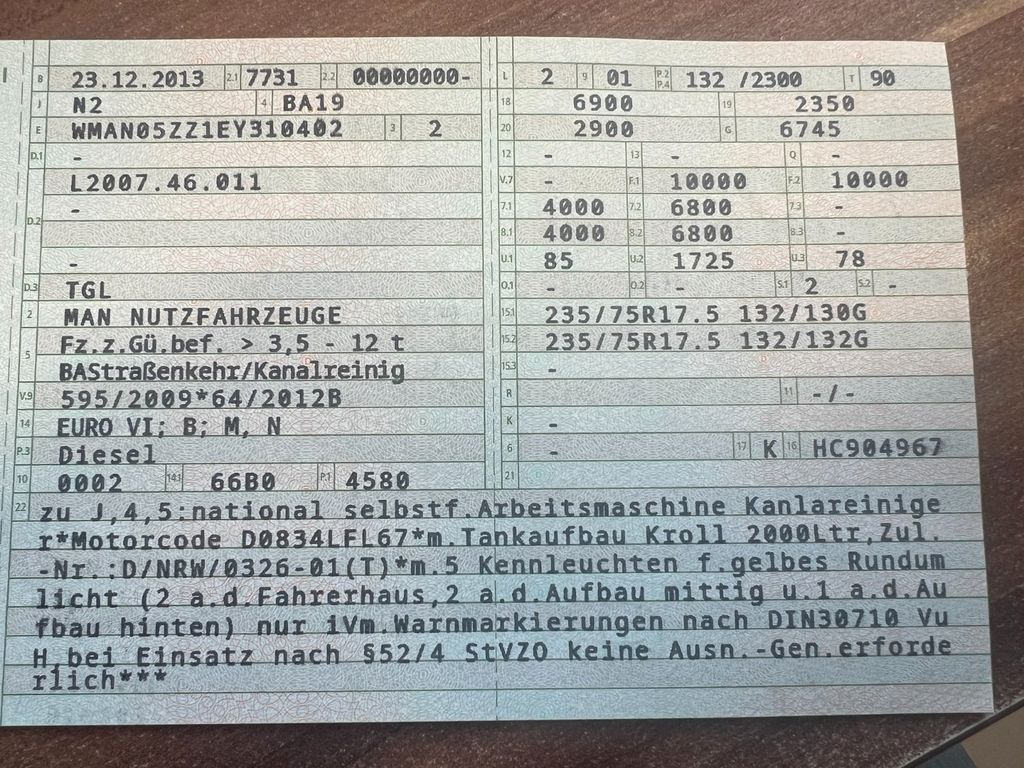 B 23.12.2013 2.1 7731 2.2 00000000-
J N2 4 BA19
E WMAN05ZZ1EY310402 3 2
D.1 -
L2007.46.011
D.2 -
-
D.3 TGL
2 MAN NUTZFAHRZEUGE
5 Fz.z.Gü.bef. > 3,5 - 12 t
BAStraßenkehr/Kanalreinig
V.9 595/2009*64/2012B
14 EURO VI; B; M, N
P.3 Diesel
10 0002 14.1 66B0 P.1 4580
L 2 9 01 P.2 P.4 132 /2300 T 90
18 6900 19 2350
20 2900 G 6745
12 - 13 - Q -
V.7 - F.1 10000 F.2 10000
7.1 4000 7.2 6800 7.3 -
8.1 4000 8.2 6800 8.3 -
U.1 85 U.2 1725 U.3 78
O.1 - O.2 - S.1 2 S.2 -
15.1 235/75R17.5 132/130G
15.2 235/75R17.5 132/132G
15.3 -
R 11 -/-
K -
6 - 17 K 16 HC904967
21
22 zu J,4,5:national selbstf.Arbeitsmaschine Kanlareinige
r*Motorcode D0834LFL67*m.Tankaufbau Kroll 2000Ltr,Zul.
-Nr.:D/NRW/0326-01(T)*m.5 Kennleuchten f.gelbes Rundum
licht (2 a.d.Fahrerhaus,2 a.d.Aufbau mittig u.1 a.d.Au
fbau hinten) nur iVm.Warnmarkierungen nach DIN30710 Vu
H,bei Einsatz nach §52/4 StVZO keine Ausn.-Gen.erforde
rlich***